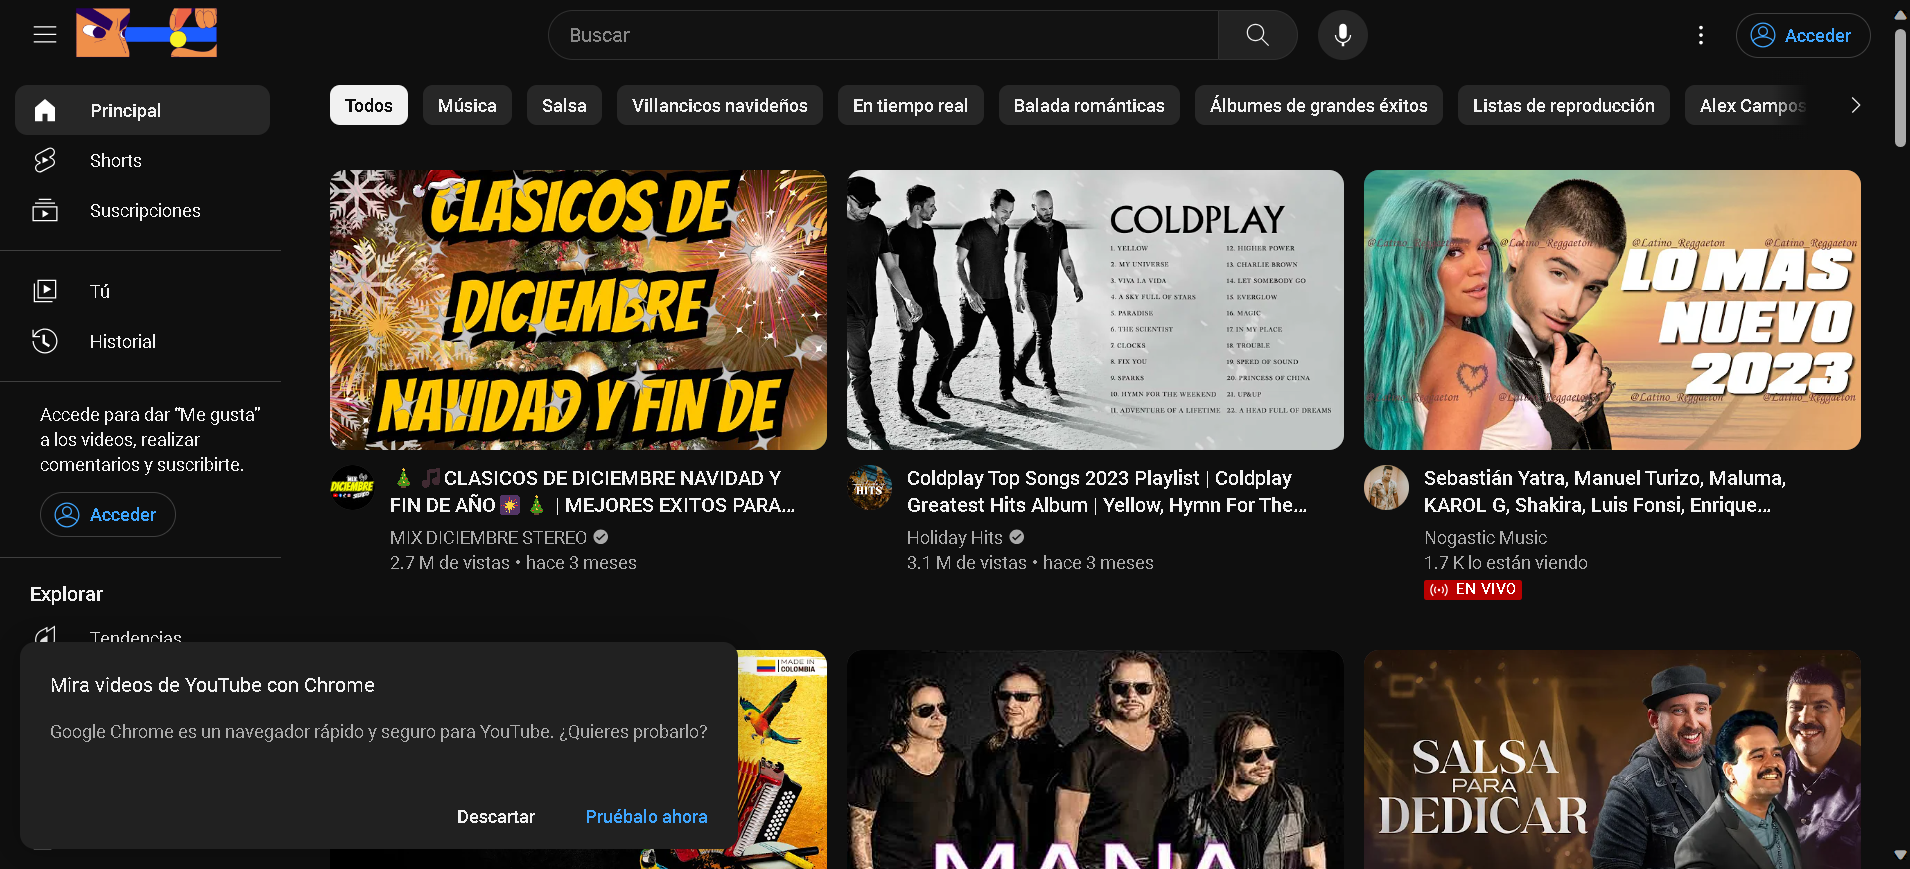 Buscar
Acceder
Principal
Shorts
Suscripciones
Tú
Historial
Accede para dar “Me gusta”
a los videos, realizar
comentarios y suscribirte.
Acceder
Explorar
Tendencias
Todos
Música
Salsa
Villancicos navideños
En tiempo real
Balada románticas
Álbumes de grandes éxitos
Listas de reproducción
Alex Campos
CLASICOS DE
DICIEMBRE
NAVIDAD Y FIN DE
MIX
DICIEMBRE
STEREO
🎄 🎵CLASICOS DE DICIEMBRE NAVIDAD Y
FIN DE AÑO🎇 🎄 | MEJORES EXITOS PARA...
MIX DICIEMBRE STEREO
2.7 M de vistas • hace 3 meses
COLDPLAY
1. YELLOW
2. MY UNIVERSE
3. VIVA LA VIDA
4. A SKY FULL OF STARS
5. PARADISE
6. THE SCIENTIST
7. CLOCKS
8. FIX YOU
9. SPARKS
10. HYMN FOR THE WEEKEND
11. ADVENTURE OF A LIFETIME
12. HIGHER POWER
13. CHARLIE BROWN
14. LET SOMEBODY GO
15. EVERGLOW
16. MAGIC
17. IN MY PLACE
18. TROUBLE
19. SPEED OF SOUND
20. PRINCESS OF CHINA
21. UP&UP
22. A HEAD FULL OF DREAMS
HITS
Coldplay Top Songs 2023 Playlist | Coldplay
Greatest Hits Album | Yellow, Hymn For The...
Holiday Hits
3.1 M de vistas • hace 3 meses
@Latino_Reggaeton @Latino_Reggaeton @Latino_Reggaeton @Latino_Reggaeton
LO MAS
NUEVO
2023
@Latino_Reggaeton @Latino_Reggaeton @Latino_Reggaeton
Sebastián Yatra, Manuel Turizo, Maluma,
KAROL G, Shakira, Luis Fonsi, Enrique...
Nogastic Music
1.7 K lo están viendo
EN VIVO
Mira videos de YouTube con Chrome
Google Chrome es un navegador rápido y seguro para YouTube. ¿Quieres probarlo?
Descartar
Pruébalo ahora
MADE IN
COLOMBIA
MANA
SALSA
PARA
DEDICAR